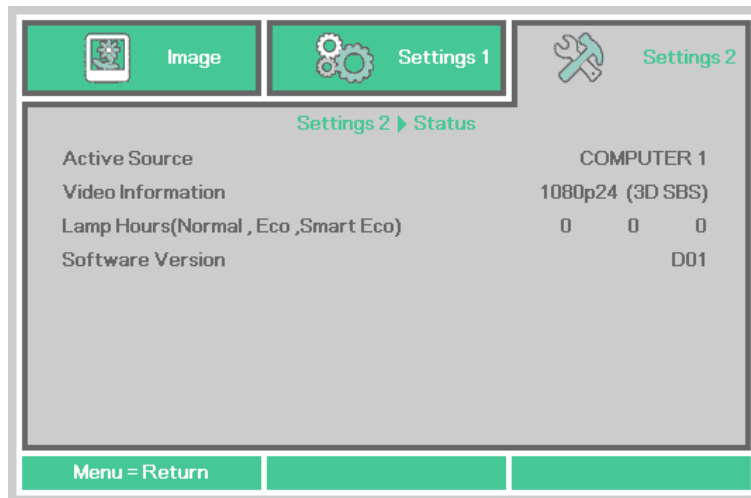 Image
Settings 1
Settings 2
Settings 2 ▶ Status
Active Source COMPUTER 1
Video Information 1080p24 (3D SBS)
Lamp Hours(Normal , Eco ,Smart Eco) 0 0 0
Software Version D01
Menu = Return